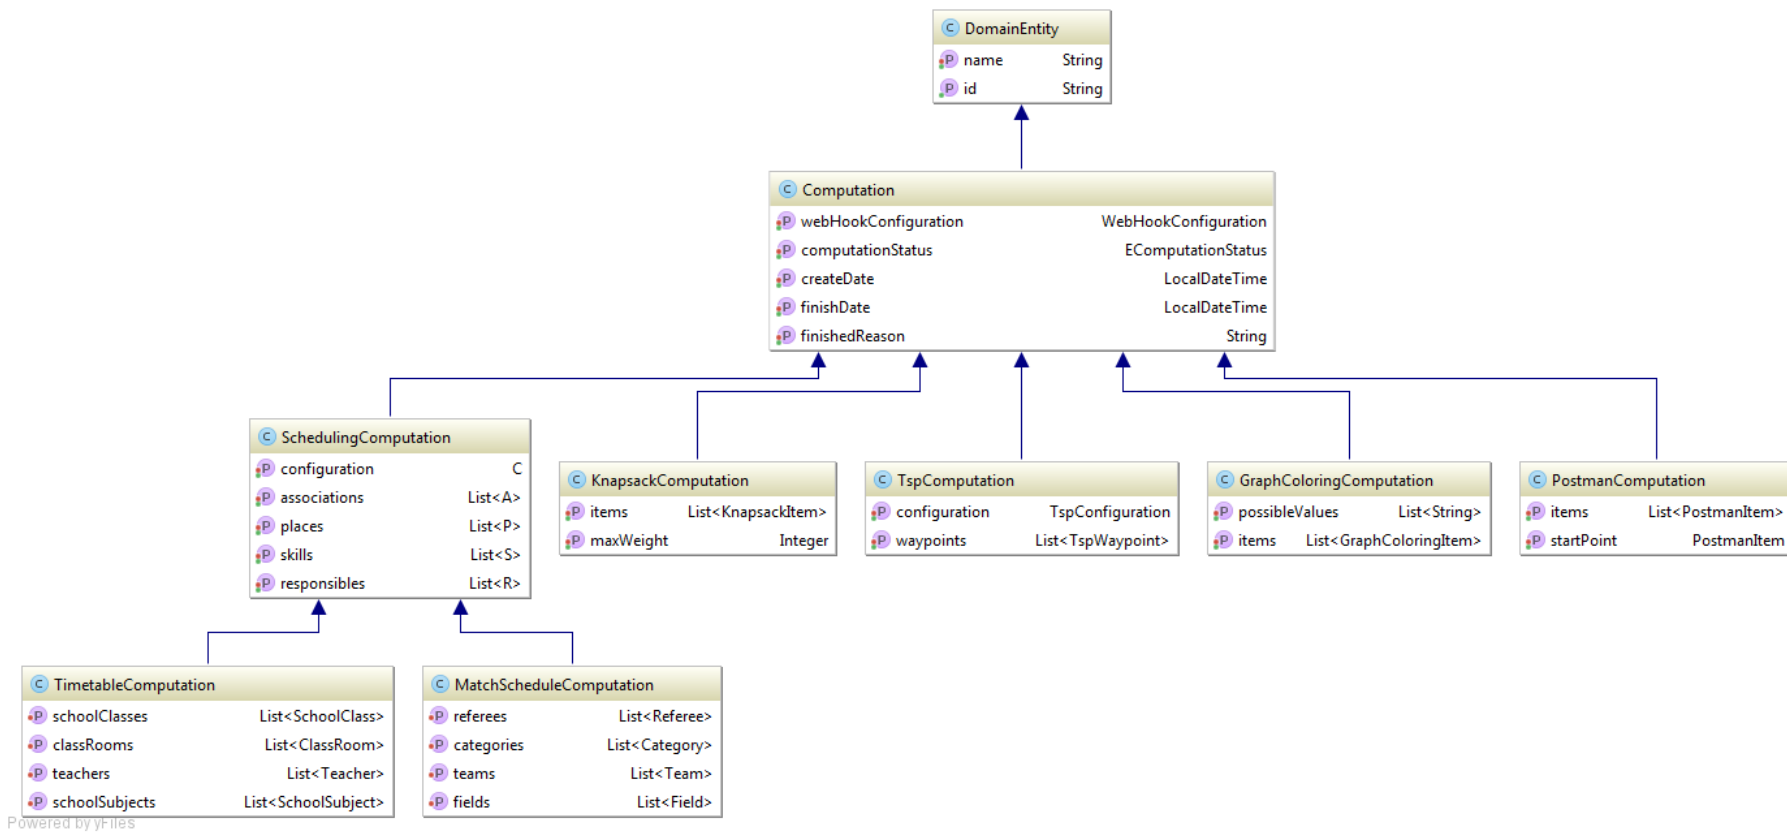 C DomainEntity
P name String
P id String
C Computation
P webHookConfiguration WebHookConfiguration
P computationStatus EComputationStatus
P createDate LocalDateTime
P finishDate LocalDateTime
P finishedReason String
C SchedulingComputation
P configuration C
P associations List<A>
P places List<P>
P skills List<S>
P responsibles List<R>
C KnapsackComputation
P items List<KnapsackItem>
P maxWeight Integer
C TspComputation
P configuration TspConfiguration
P waypoints List<TspWaypoint>
C GraphColoringComputation
P possibleValues List<String>
P items List<GraphColoringItem>
C PostmanComputation
P items List<PostmanItem>
P startPoint PostmanItem
C TimetableComputation
P schoolClasses List<SchoolClass>
P classRooms List<ClassRoom>
P teachers List<Teacher>
P schoolSubjects List<SchoolSubject>
C MatchScheduleComputation
P referees List<Referee>
P categories List<Category>
P teams List<Team>
P fields List<Field>
Powered by yFiles